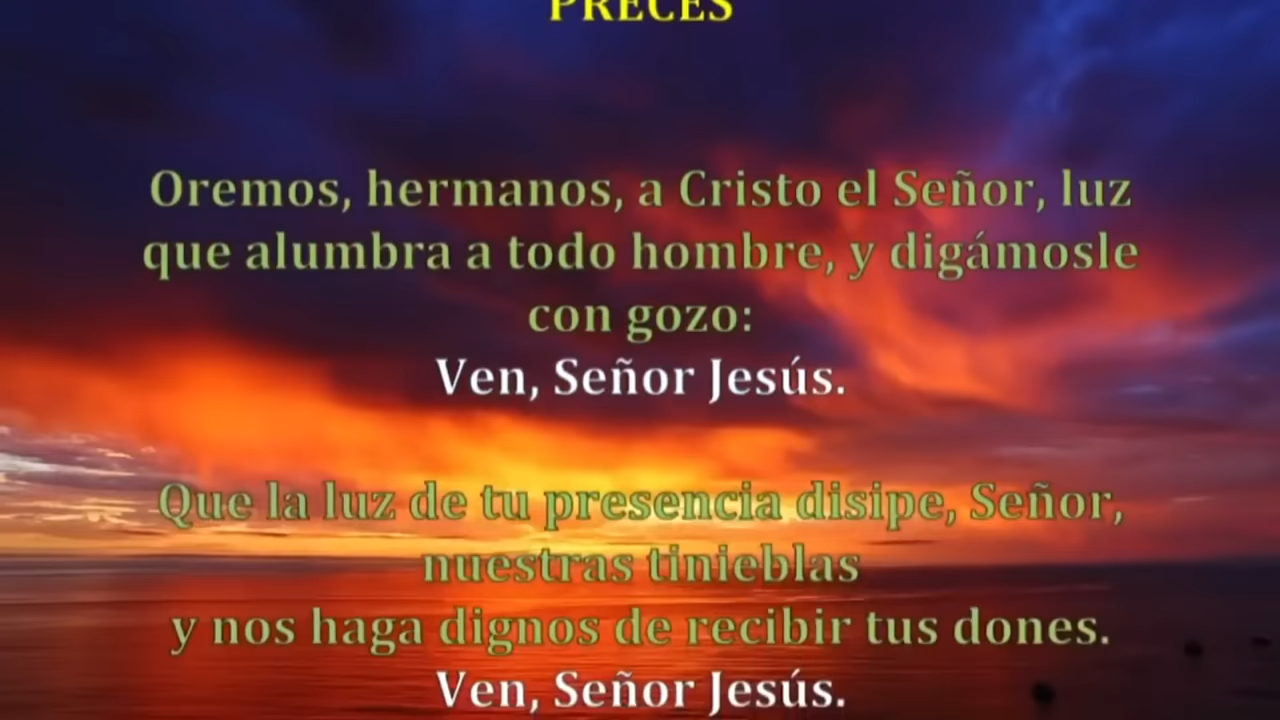 PRECES
Oremos, hermanos, a Cristo el Señor, luz
que alumbra a todo hombre, y digámosle
con gozo:
Ven, Señor Jesús.
Que la luz de tu presencia disipe, Señor,
nuestras tinieblas
y nos haga dignos de recibir tus dones.
Ven, Señor Jesús.